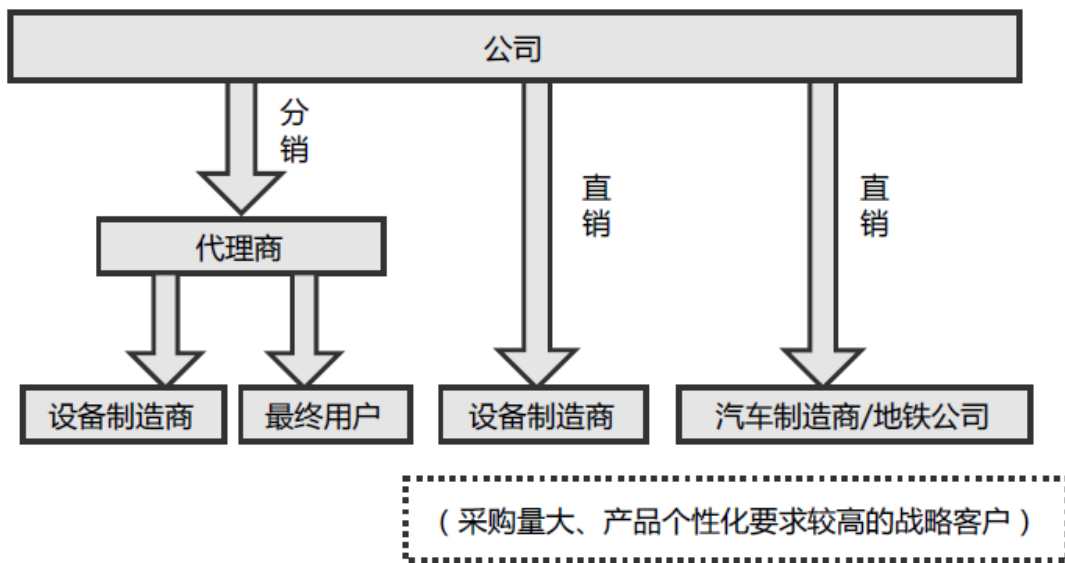 公司
分销
直销
直销
代理商
设备制造商
最终用户
设备制造商
汽车制造商/地铁公司
（采购量大、产品个性化要求较高的战略客户）